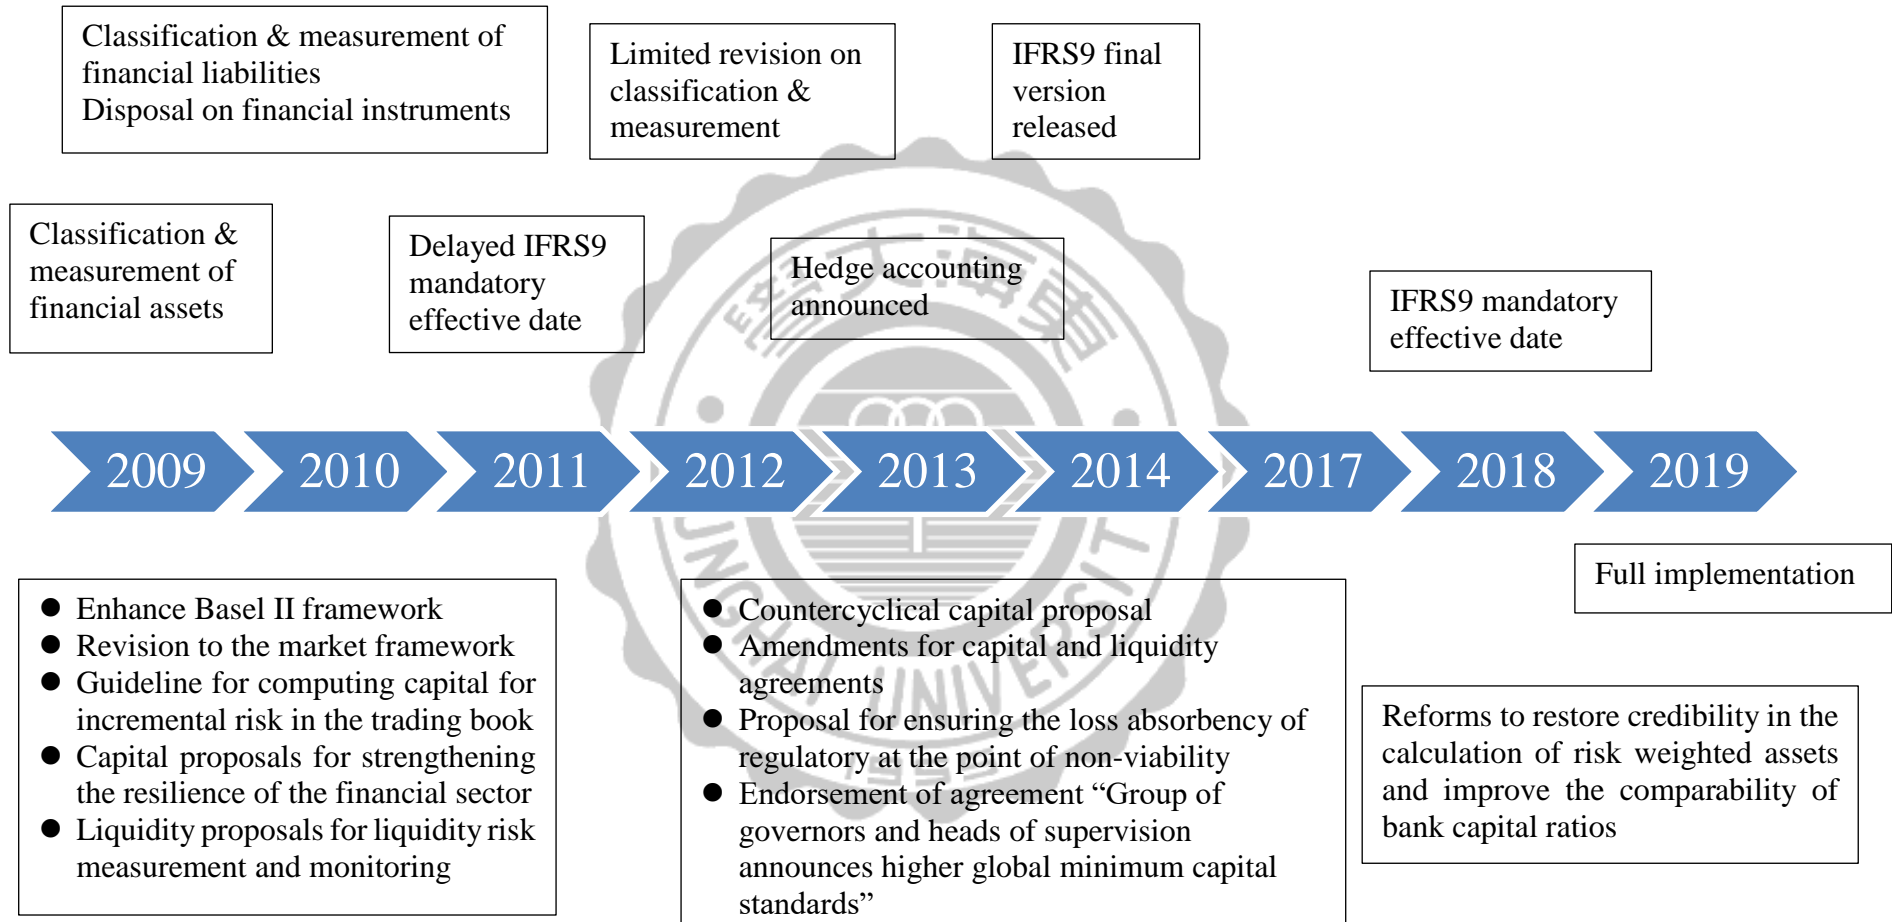 Classification & measurement of
financial liabilities
Disposal on financial instruments
Limited revision on
classification &
measurement
IFRS9 final
version
released
Classification &
measurement of
financial assets
Delayed IFRS9
mandatory
effective date
Hedge accounting
announced
IFRS9 mandatory
effective date
學大海東
2009
2010
2011
2012
2013
2014
2017
2018
2019
UNGHAI UNIVERSIT
1955
● Enhance Basel II framework
● Revision to the market framework
● Guideline for computing capital for
incremental risk in the trading book
● Capital proposals for strengthening
the resilience of the financial sector
● Liquidity proposals for liquidity risk
measurement and monitoring
● Countercyclical capital proposal
● Amendments for capital and liquidity
agreements
● Proposal for ensuring the loss absorbency of
regulatory at the point of non-viability
● Endorsement of agreement “Group of
governors and heads of supervision
announces higher global minimum capital
standards”
Full implementation
Reforms to restore credibility in the
calculation of risk weighted assets
and improve the comparability of
bank capital ratios